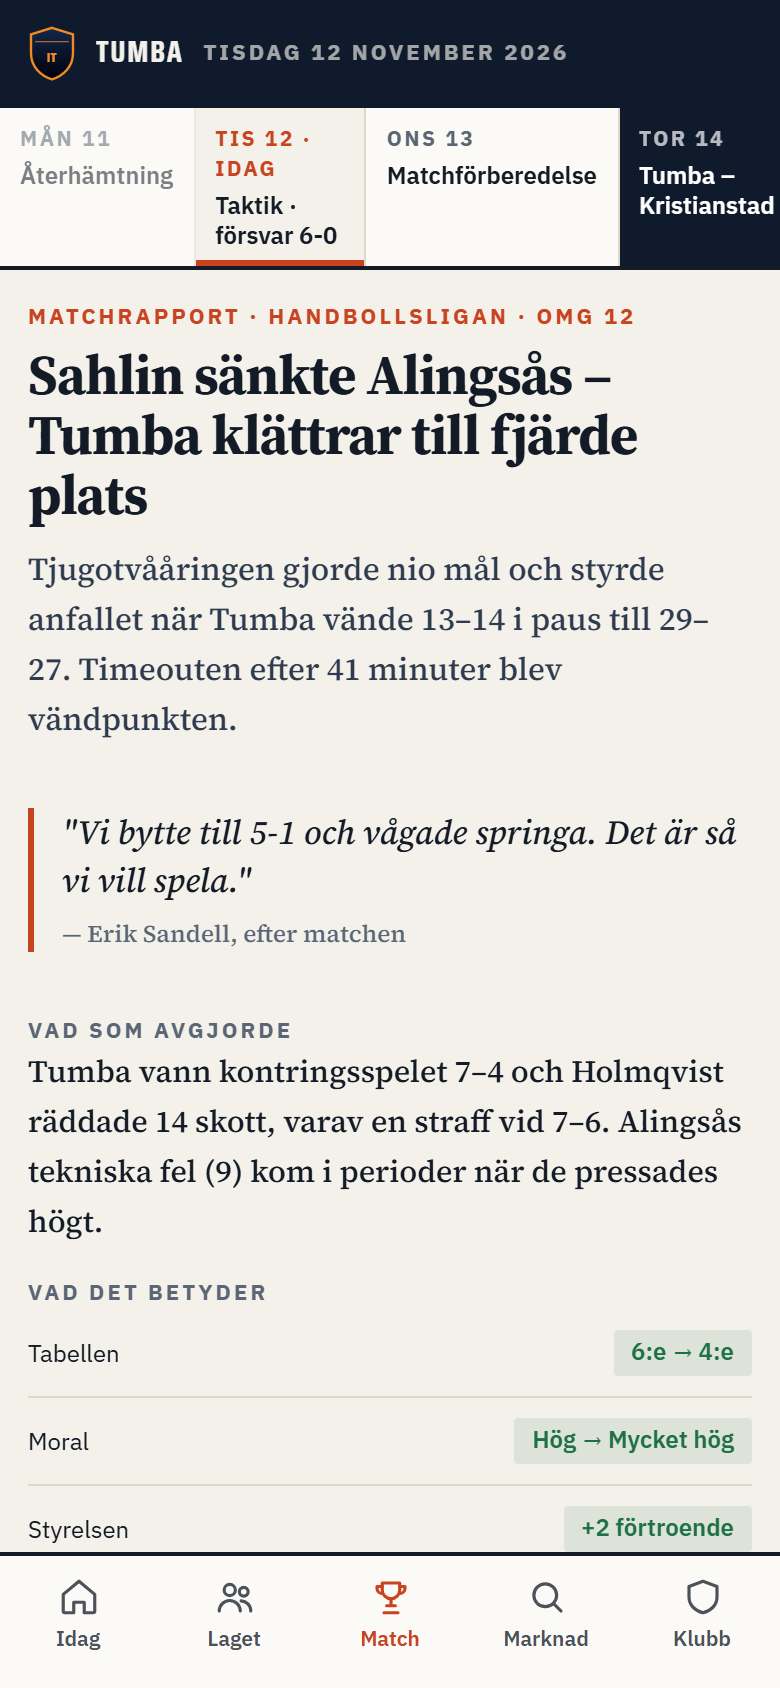 IT
TUMBA TISDAG 12 NOVEMBER 2026
MÅN 11
Återhämtning
TIS 12 ·
IDAG
Taktik ·
försvar 6-0
ONS 13
Matchförberedelse
TOR 14
Tumba –
Kristianstad
MATCHRAPPORT · HANDBOLLSLIGAN · OMG 12
Sahlin sänkte Alingsås –
Tumba klättrar till fjärde
plats
Tjugotvååringen gjorde nio mål och styrde
anfallet när Tumba vände 13–14 i paus till 29–
27. Timeouten efter 41 minuter blev
vändpunkten.
"Vi bytte till 5-1 och vågade springa. Det är så
vi vill spela."
— Erik Sandell, efter matchen
VAD SOM AVGJORDE
Tumba vann kontringsspelet 7–4 och Holmqvist
räddade 14 skott, varav en straff vid 7–6. Alingsås
tekniska fel (9) kom i perioder när de pressades
högt.
VAD DET BETYDER
Tabellen 6:e → 4:e
Moral Hög → Mycket hög
Styrelsen +2 förtroende
Idag Laget Match Marknad Klubb